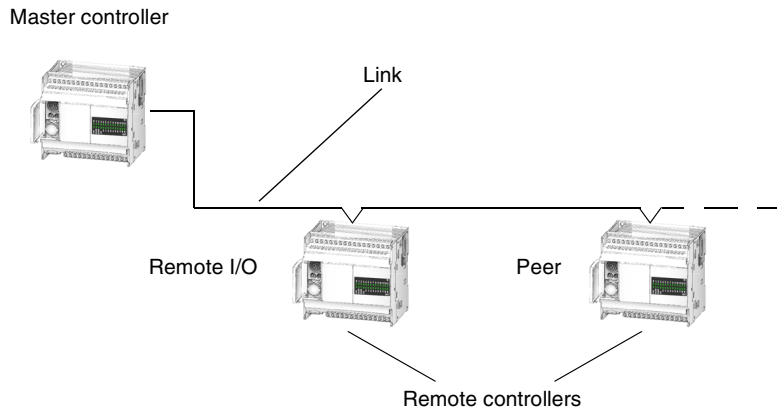 Master controller
Link
Remote I/O
Peer
Remote controllers